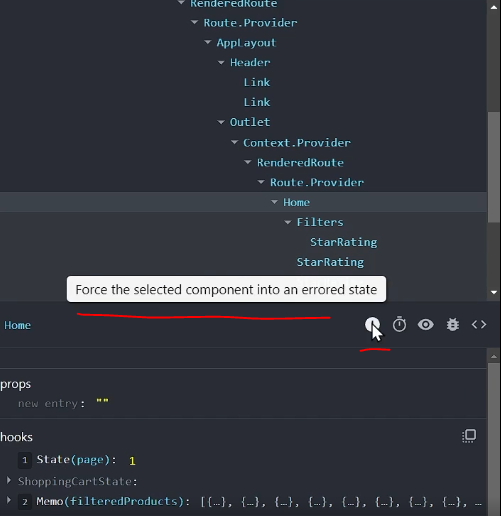 RenderedRoute
Route.Provider
AppLayout
Header
Link
Link
Outlet
Context.Provider
RenderedRoute
Route.Provider
Home
Filters
StarRating
StarRating
Force the selected component into an errored state
Home
props
new entry: ""
hooks
1 State(page): 1
ShoppingCartState:
2 Memo(filteredProducts): [{…}, {…}, {…}, {…}, {…}, {…}, {…}, {…}, …